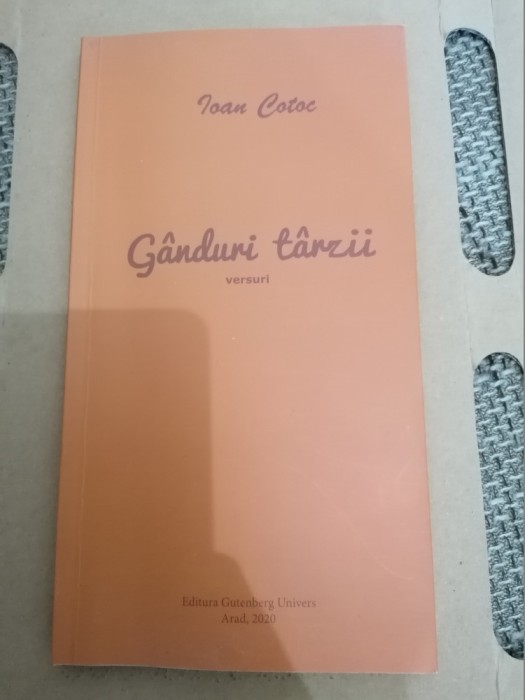 Ioan Cotoc
Gânduri târzii
versuri
Editura Gutenberg Univers
Arad, 2020